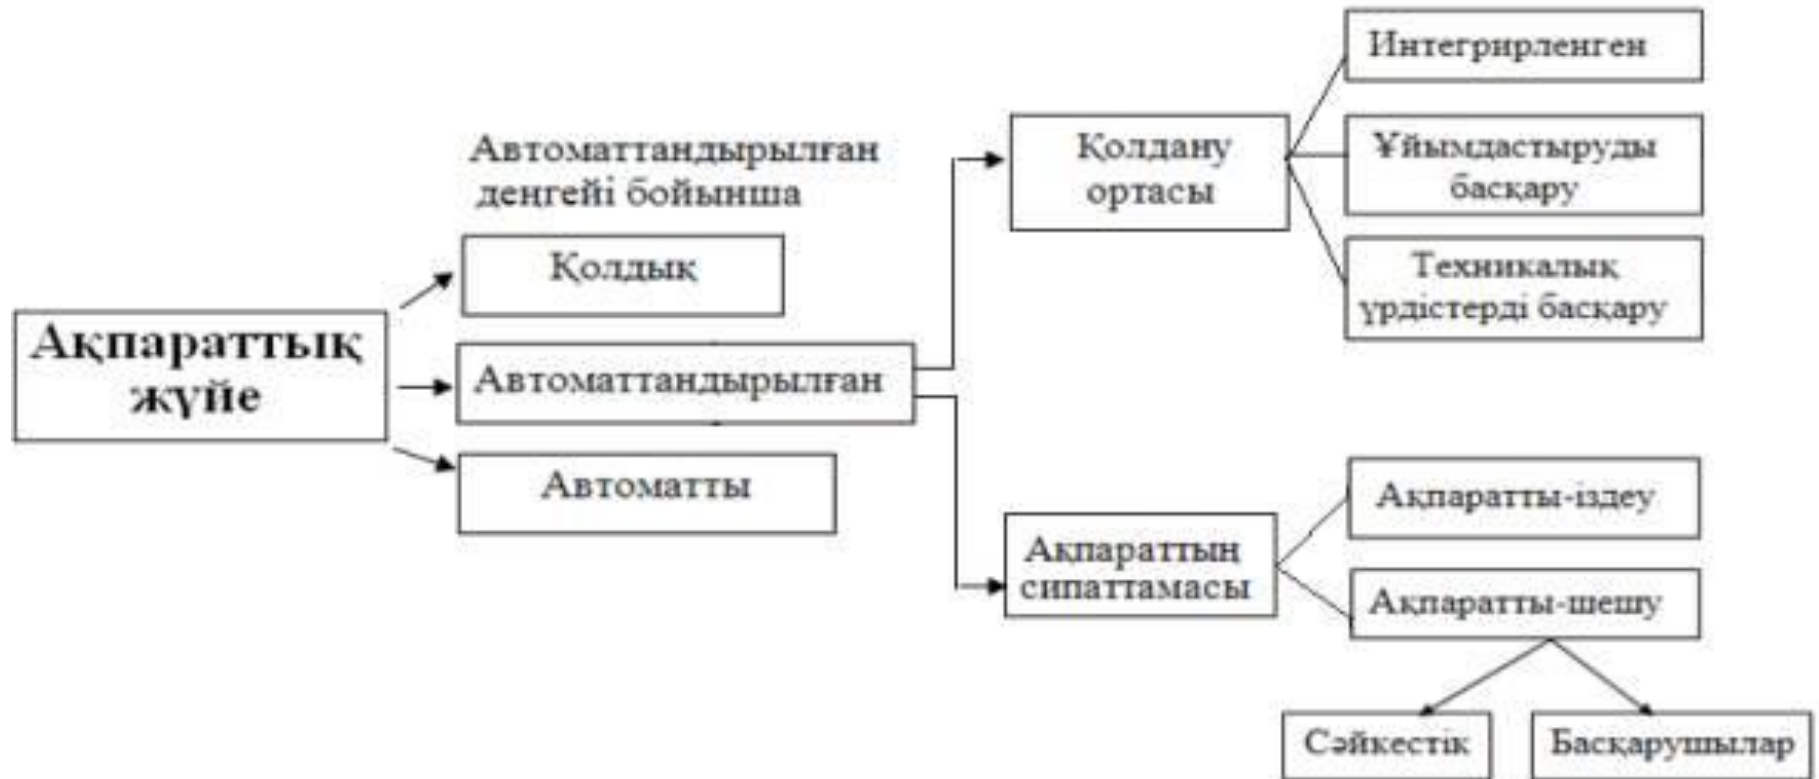 Ақпараттық
жүйе
Автоматтандырылған
деңгейі бойынша
Қолдық
Автоматтандырылған
Автоматты
Қолдану
ортасы
Интегрирленген
Ұйымдастыруды
басқару
Техникалық
үрдістерді басқару
Ақпараттың
сипаттамасы
Ақпаратты-іздеу
Ақпаратты-шешу
Сәйкестік
Басқарушылар